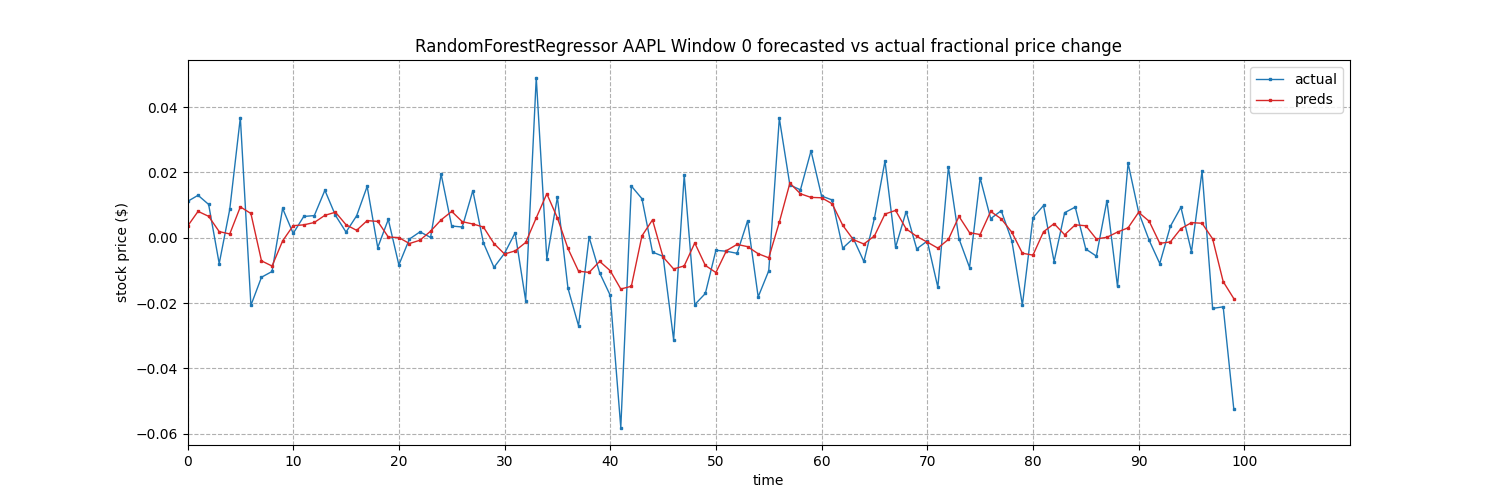 RandomForestRegressor AAPL Window 0 forecasted vs actual fractional price change
actual
preds
stock price ($)
0.04
0.02
0.00
−0.02
−0.04
−0.06
0 10 20 30 40 50 60 70 80 90 100
time